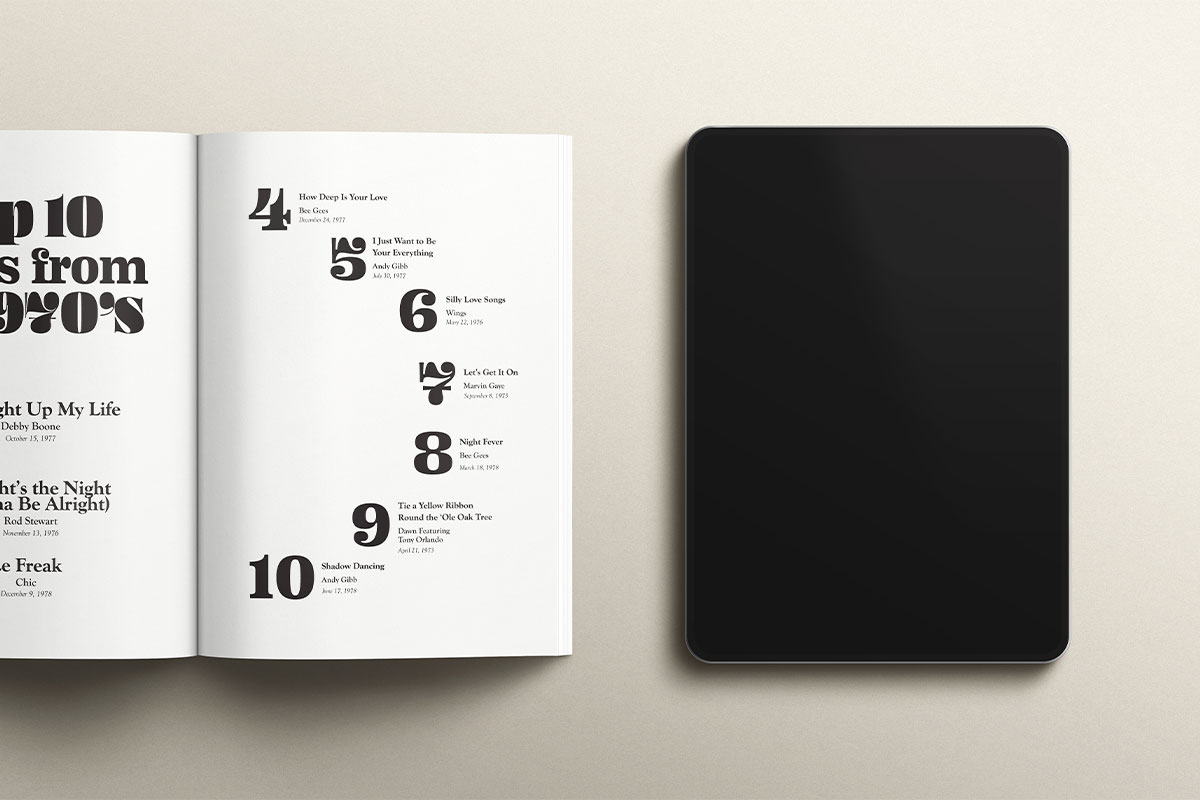 p 10
s from
970's
ght Up My Life
Debby Boone
October 15, 1977
ht's the Night
na Be Alright)
Rod Stewart
November 13, 1976
e Freak
Chic
December 9, 1978
4
How Deep Is Your Love
Bee Gees
December 24, 1977
5
I Just Want to Be
Your Everything
Andy Gibb
July 30, 1977
6
Silly Love Songs
Wings
Many 22, 1976
7
Let's Get It On
Marvin Gaye
September 8, 1973
8
Night Fever
Bee Gees
March 18, 1978
9
Tie a Yellow Ribbon
Round the 'Ole Oak Tree
Dawn Featuring
Tony Orlando
April 21, 1973
10
Shadow Dancing
Andy Gibb
June 17, 1978